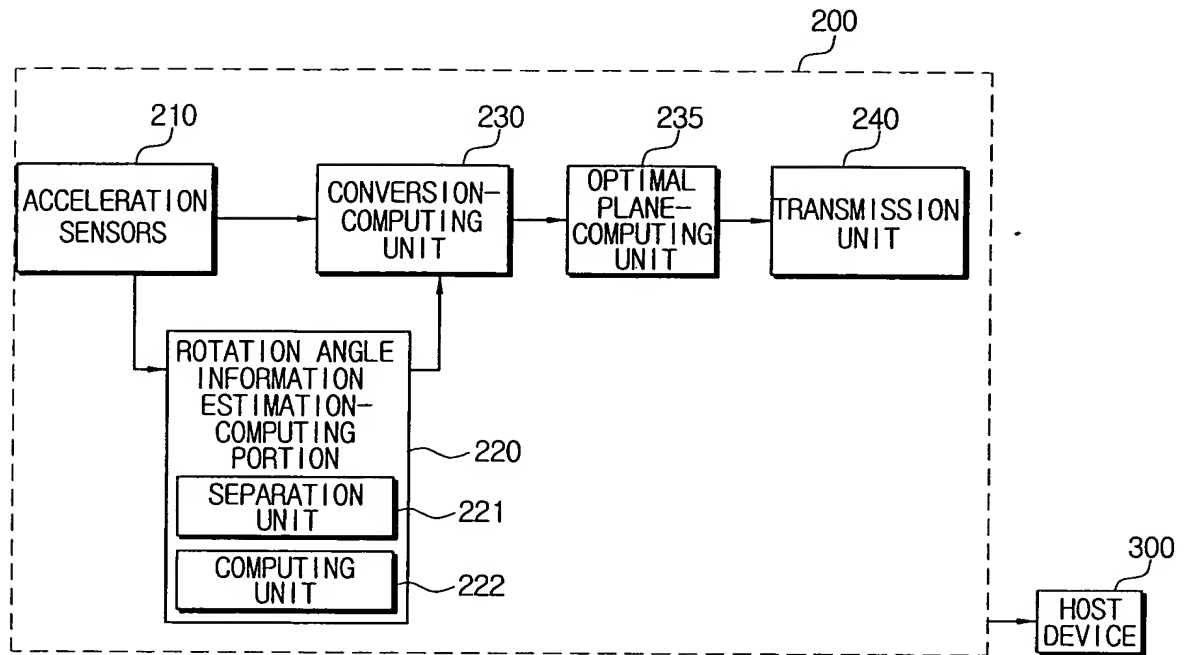 200
210
230
235
240
ACCELERATION
SENSORS
CONVERSION-
COMPUTING
UNIT
OPTIMAL
PLANE-
COMPUTING
UNIT
TRANSMISSION
UNIT
ROTATION ANGLE
INFORMATION
ESTIMATION-
COMPUTING
PORTION
220
SEPARATION
UNIT
221
COMPUTING
UNIT
222
300
HOST
DEVICE